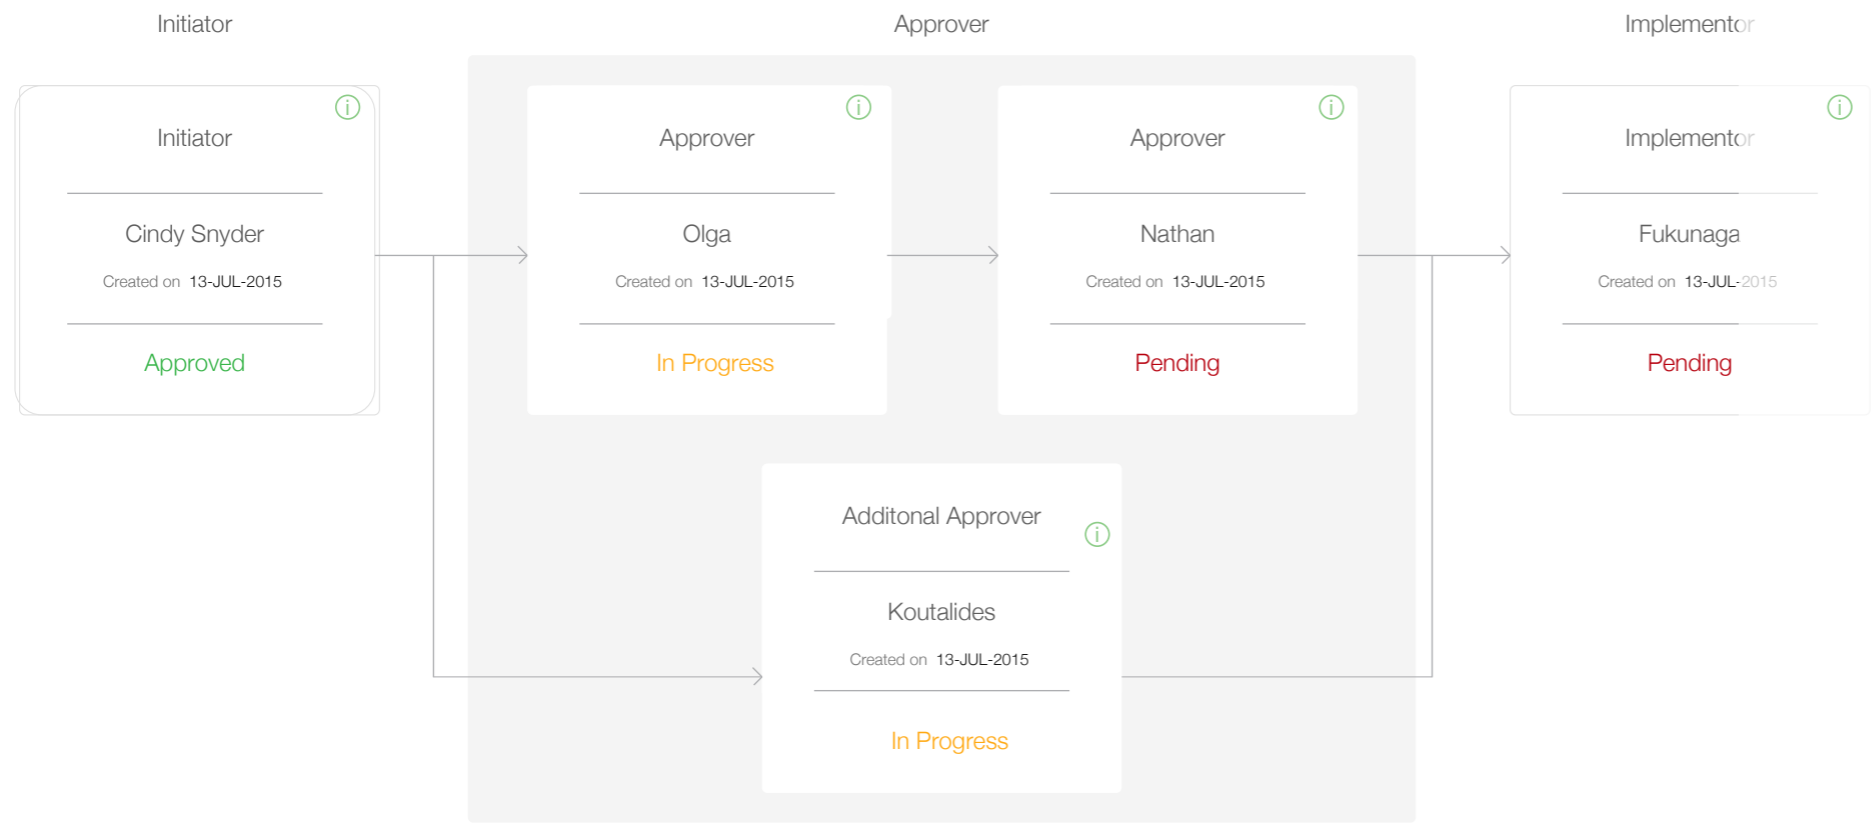 Initiator
Approver
Implementor
Initiator
Cindy Snyder
Created on 13-JUL-2015
Approved
Approver
Olga
Created on 13-JUL-2015
In Progress
Approver
Nathan
Created on 13-JUL-2015
Pending
Implementor
Fukunaga
Created on 13-JUL-2015
Pending
Additonal Approver
Koutalides
Created on 13-JUL-2015
In Progress